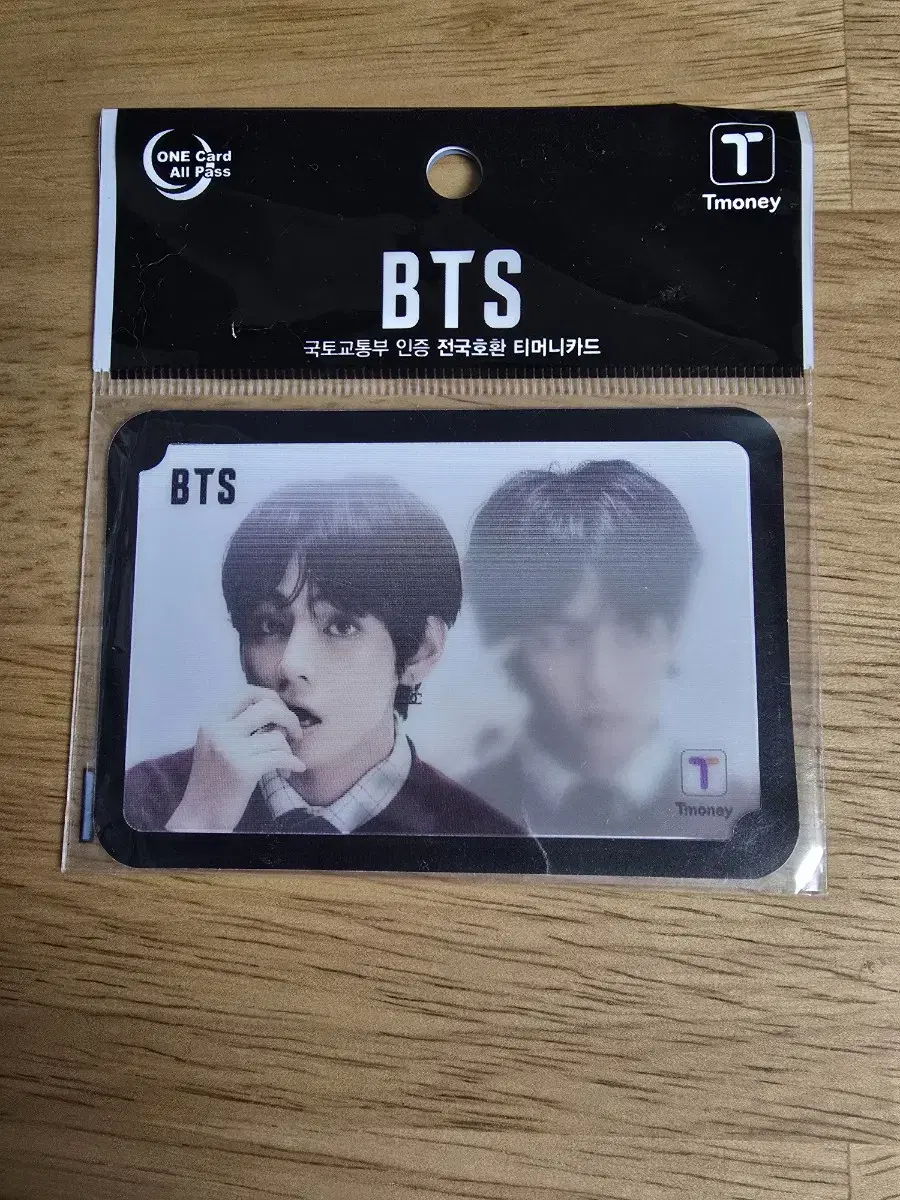 ONE Card
All Pass
Tmoney
BTS
국토교통부 인증 전국호환 티머니카드
BTS
Tmoney